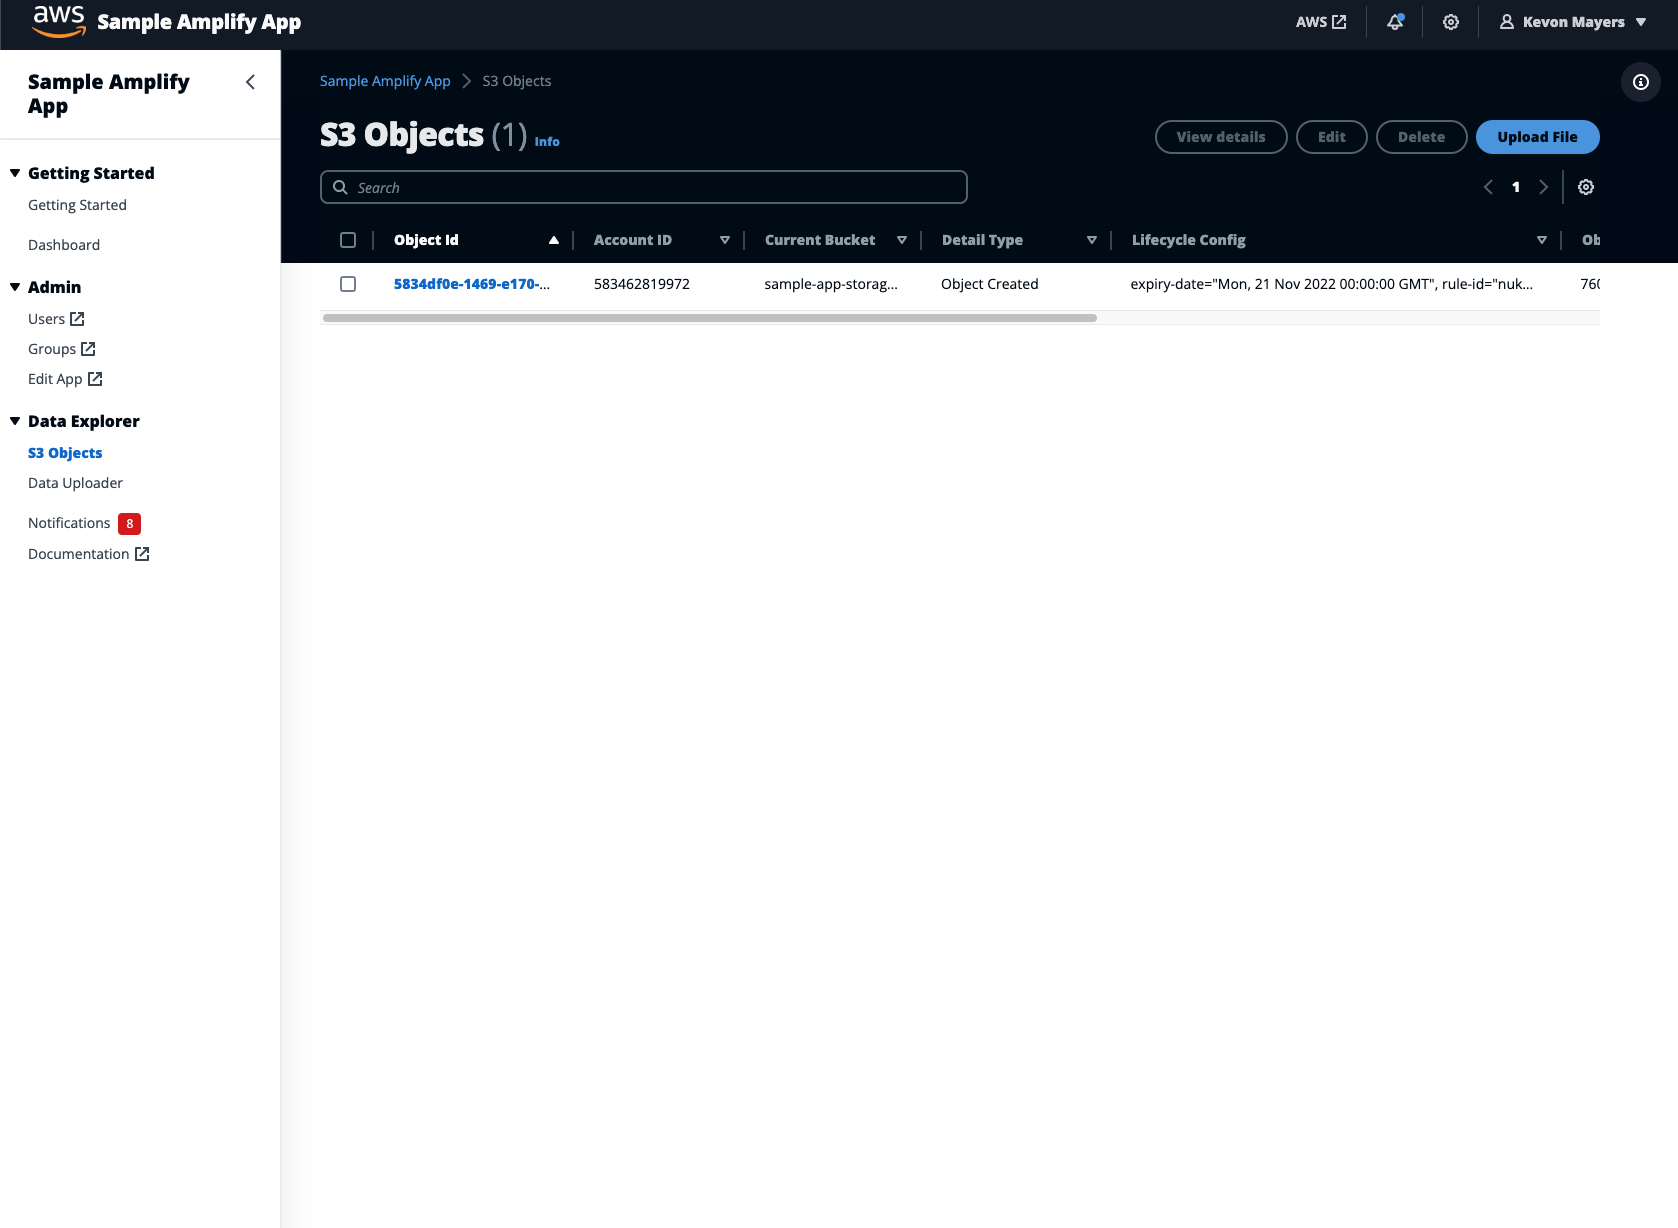 aws Sample Amplify App
AWS
Kevon Mayers
Sample Amplify
App
Getting Started
Getting Started
Dashboard
Admin
Users
Groups
Edit App
Data Explorer
S3 Objects
Data Uploader
Notifications 8
Documentation
Sample Amplify App S3 Objects
S3 Objects (1) Info
View details Edit Delete Upload File
Search
1
Object Id Account ID Current Bucket Detail Type Lifecycle Config Ob
5834df0e-1469-e170-... 583462819972 sample-app-storag... Object Created expiry-date="Mon, 21 Nov 2022 00:00:00 GMT", rule-id="nuk... 760